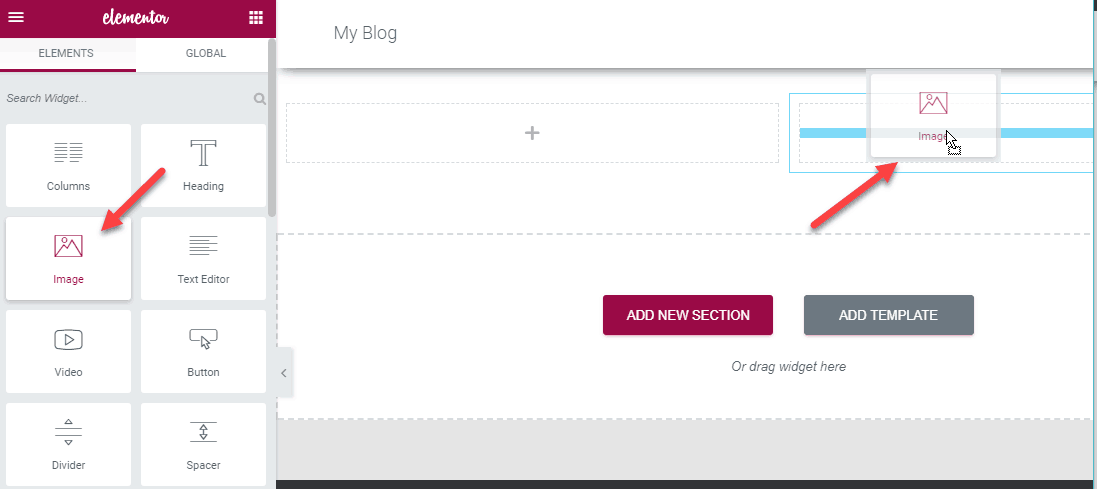 elementor
My Blog
ELEMENTS
GLOBAL
Search Widget...
Columns
Heading
Image
Text Editor
Video
Button
Divider
Spacer
Image
ADD NEW SECTION
ADD TEMPLATE
Or drag widget here